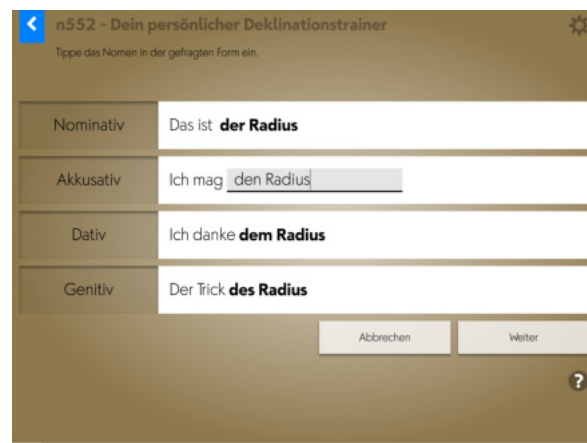 n552 - Dein persönlicher Deklinationstrainer
Tippe das Nomen in der gefragten Form ein.
Nominativ Das ist der Radius
Akkusativ Ich mag den Radius
Dativ Ich danke dem Radius
Genitiv Der Trick des Radius
Abbrechen Weiter
?